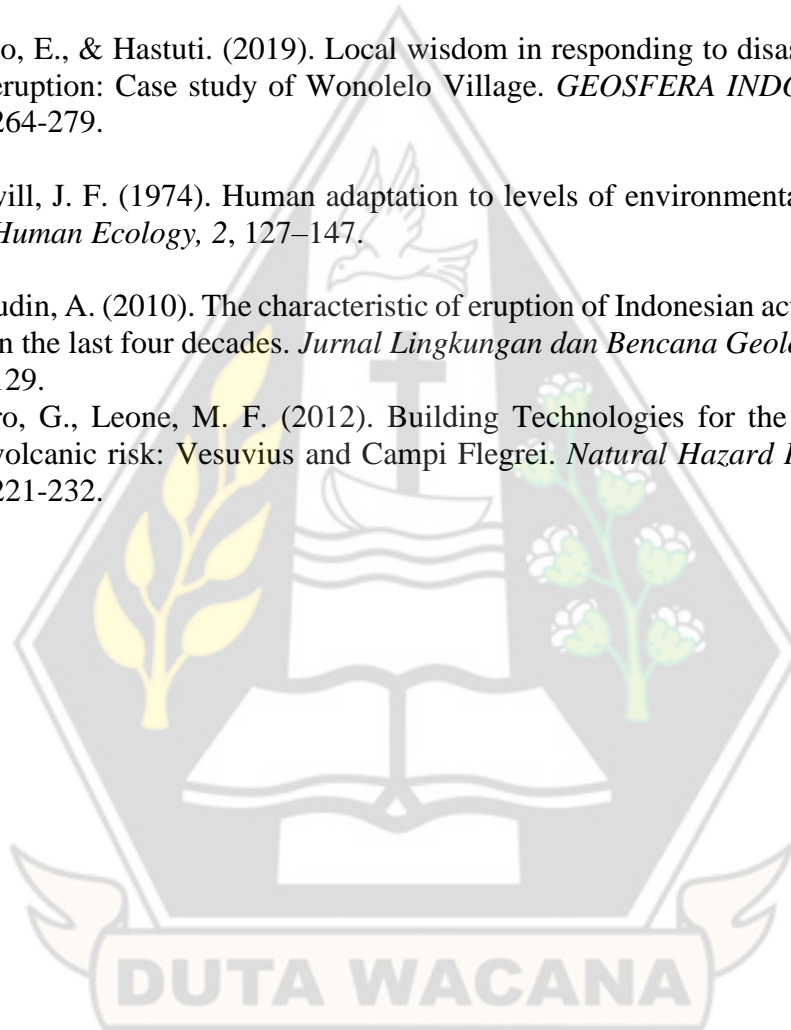 o, E., & Hastuti. (2019). Local wisdom in responding to disas
eruption: Case study of Wonolelo Village. GEOSFERA INDO
264-279.
vill, J. F. (1974). Human adaptation to levels of environmenta
Human Ecology, 2, 127–147.
udin, A. (2010). The characteristic of eruption of Indonesian ac
n the last four decades. Jurnal Lingkungan dan Bencana Geol
129.
ro, G., Leone, M. F. (2012). Building Technologies for the
volcanic risk: Vesuvius and Campi Flegrei. Natural Hazard
221-232.
DUTA WACANA